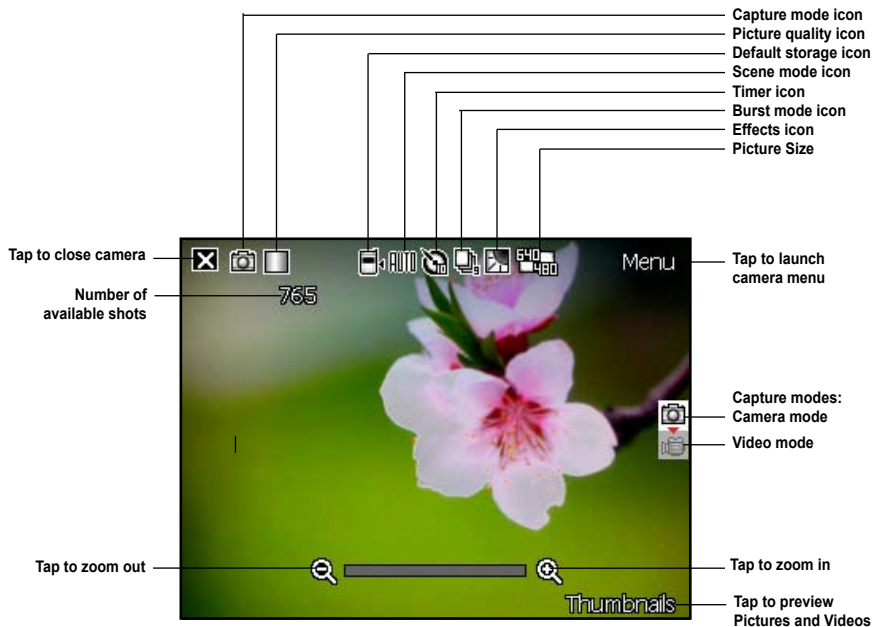 Capture mode icon
Picture quality icon
Default storage icon
Scene mode icon
Timer icon
Burst mode icon
Effects icon
Picture Size
Tap to close camera
AUTO
10
9
640
480
Menu
Tap to launch
camera menu
Number of
available shots
765
Capture modes:
Camera mode
Video mode
Tap to zoom out
Tap to zoom in
Thumbnails
Tap to preview
Pictures and Videos